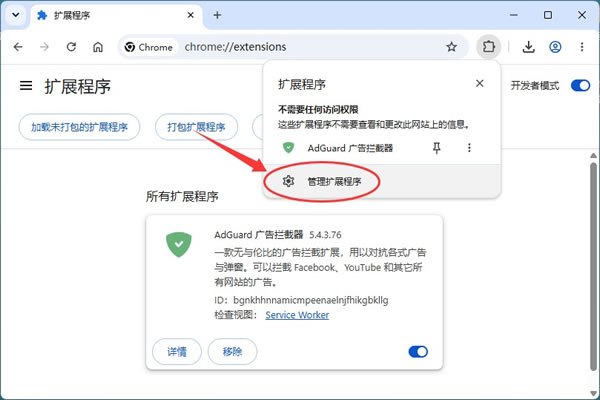 扩展程序
Chrome
chrome://extensions
扩展程序
开发者模式
加载未打包的扩展程序
打包扩展程序
扩展程序
不需要任何访问权限
这些扩展程序不需要查看和更改此网站上的信息。
AdGuard 广告拦截器
管理扩展程序
所有扩展程序
AdGuard 广告拦截器 5.4.3.76
一款无与伦比的广告拦截扩展，用以对抗各式广告
与弹窗。可以拦截 Facebook、YouTube 和其它所
有网站的广告。
ID：bgnkhhnnamicmpeenaelnjfhikgbkllg
检查视图： Service Worker
详情
移除